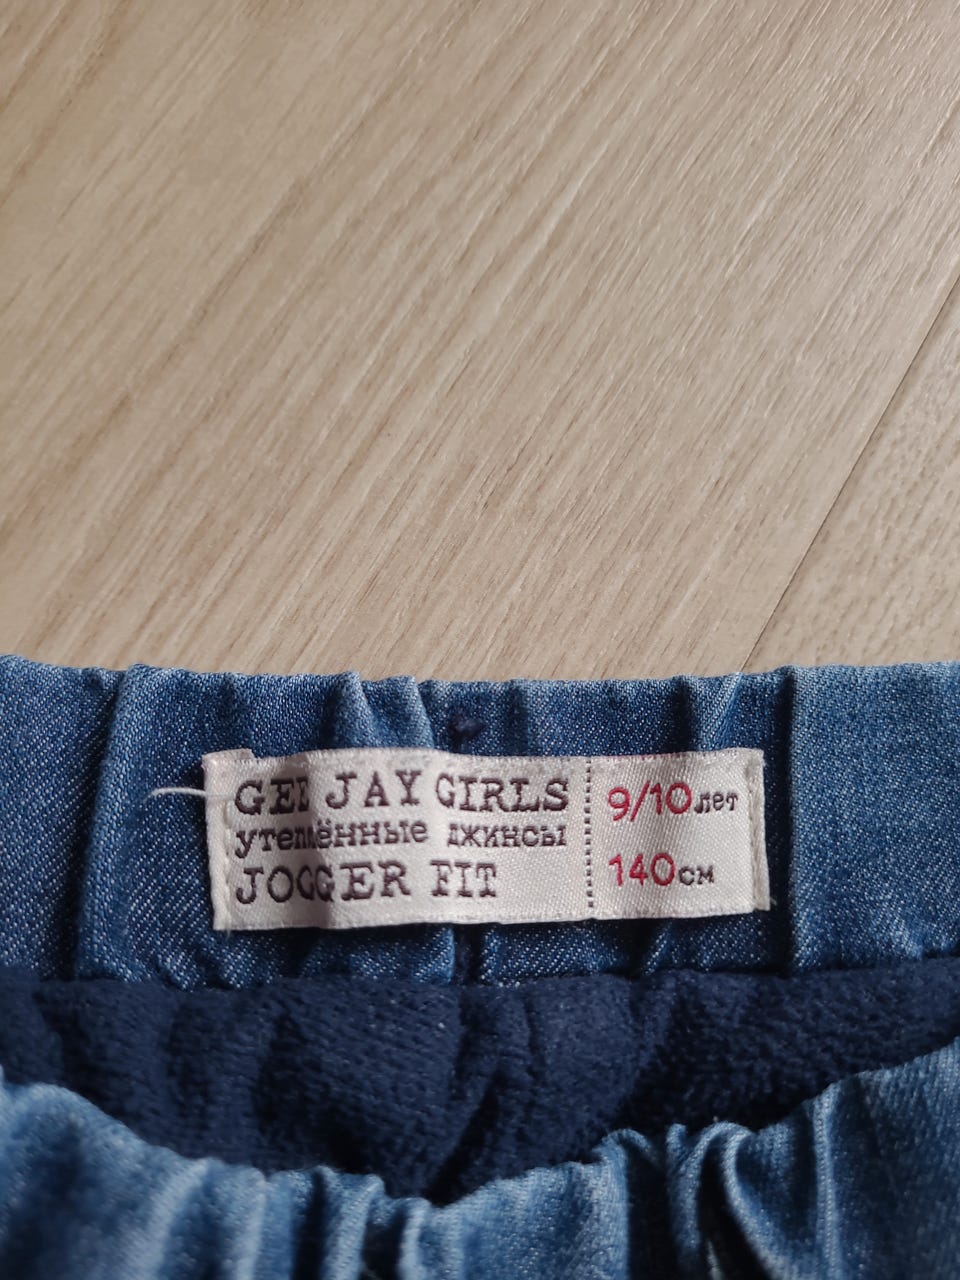 GEE JAY GIRLS
утеплённые джинсы
JOGGER FIT
9/10 лет
140 см